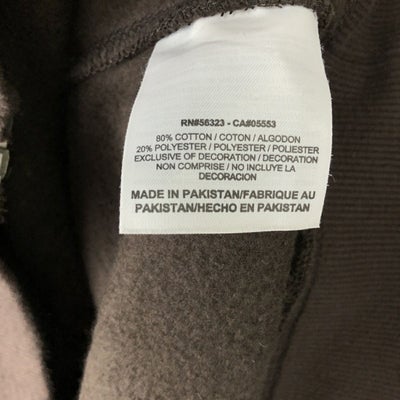 RN#56323 - CA#05553
80% COTTON / COTON / ALGODON
20% POLYESTER / POLYESTER / POLIESTER
EXCLUSIVE OF DECORATION / DECORATION
NON COMPRISE / NO INCLUYE LA
DECORACIÓN
MADE IN PAKISTAN/FABRIQUE AU
PAKISTAN/HECHO EN PAKISTAN